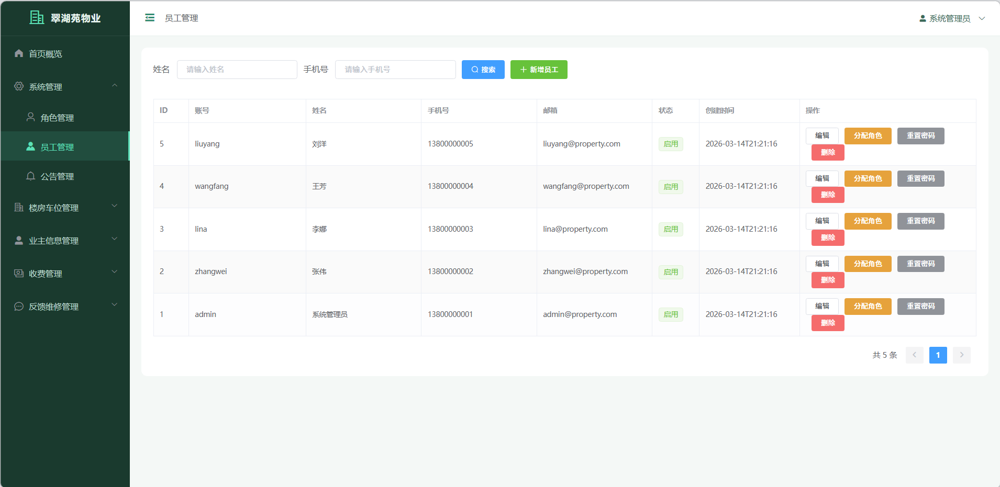 翠湖苑物业
首页概览
系统管理
角色管理
员工管理
公告管理
楼房车位管理
业主信息管理
收费管理
反馈维修管理
员工管理
系统管理员
姓名 请输入姓名 手机号 请输入手机号 搜索 新增员工
ID 账号 姓名 手机号 邮箱 状态 创建时间 操作
5 liuyang 刘洋 13800000005 liuyang@property.com 启用 2026-03-14T21:21:16 编辑 分配角色 重置密码
删除
4 wangfang 王芳 13800000004 wangfang@property.com 启用 2026-03-14T21:21:16 编辑 分配角色 重置密码
删除
3 lina 李娜 13800000003 lina@property.com 启用 2026-03-14T21:21:16 编辑 分配角色 重置密码
删除
2 zhangwei 张伟 13800000002 zhangwei@property.com 启用 2026-03-14T21:21:16 编辑 分配角色 重置密码
删除
1 admin 系统管理员 13800000001 admin@property.com 启用 2026-03-14T21:21:16 编辑 分配角色 重置密码
删除
共 5 条 1